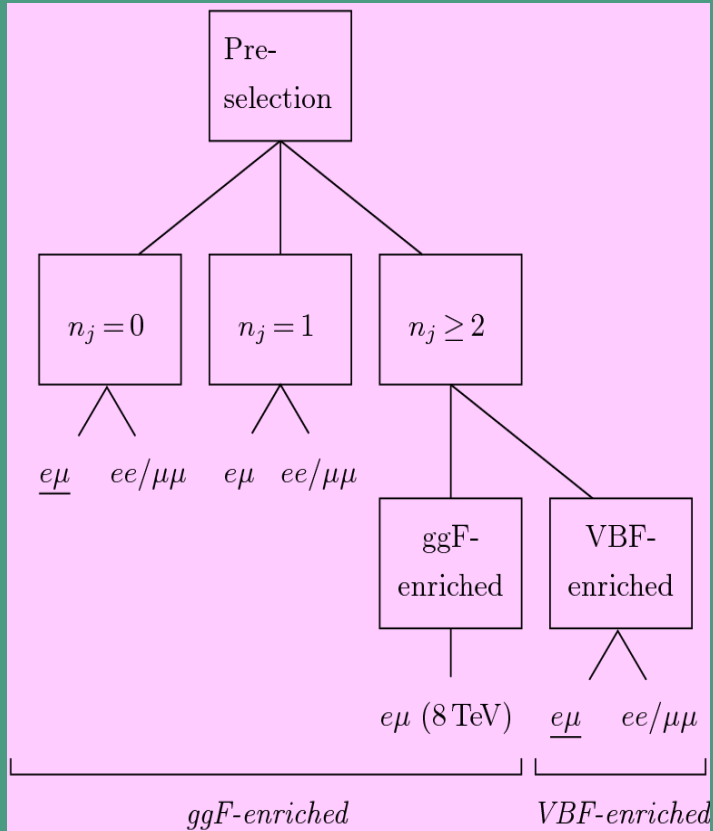 Pre-
selection
n_j = 0 n_j = 1 n_j ≥ 2
eμ ee/μμ eμ ee/μμ
ggF-
enriched
VBF-
enriched
eμ (8 TeV) eμ ee/μμ
ggF-enriched VBF-enriched